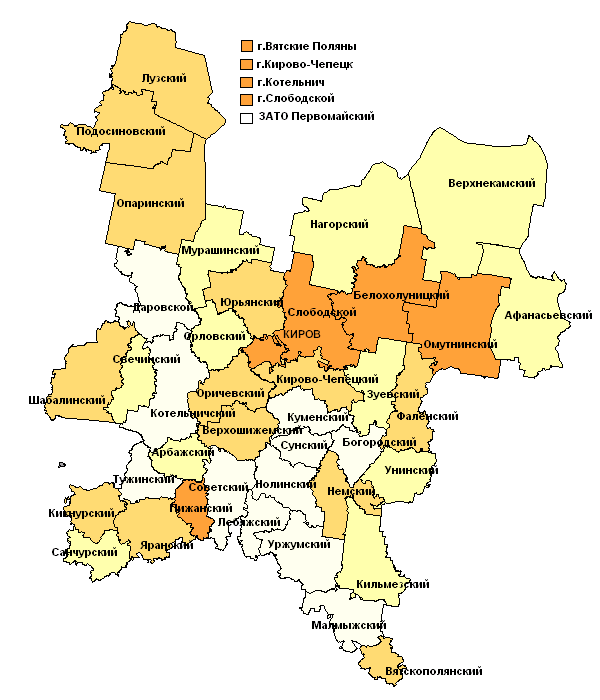 г.Вятские Поляны
г.Кирово-Чепецк
г.Котельнич
г.Слободской
ЗАТО Первомайский
Лузский
Подосиновский
Опаринский
Верхнекамский
Нагорский
Мурашинский
Юрьянский
Белохолуницкий
Даровской
Слободской
Афанасьевский
Орловский
КИРОВ
Омутнинский
Свечинский
Кирово-Чепецкий
Шабалинский
Оричевский
Зуевский
Котельничский
Куменский
Фаленский
Верхошижемский
Сунский
Богородский
Арбажский
Унинский
Тужинский
Советский
Нолинский
Немский
Кикнурский
Пижанский
Лебяжский
Яранский
Уржумский
Санчурский
Кильмезский
Малмыжский
Вятскополянский